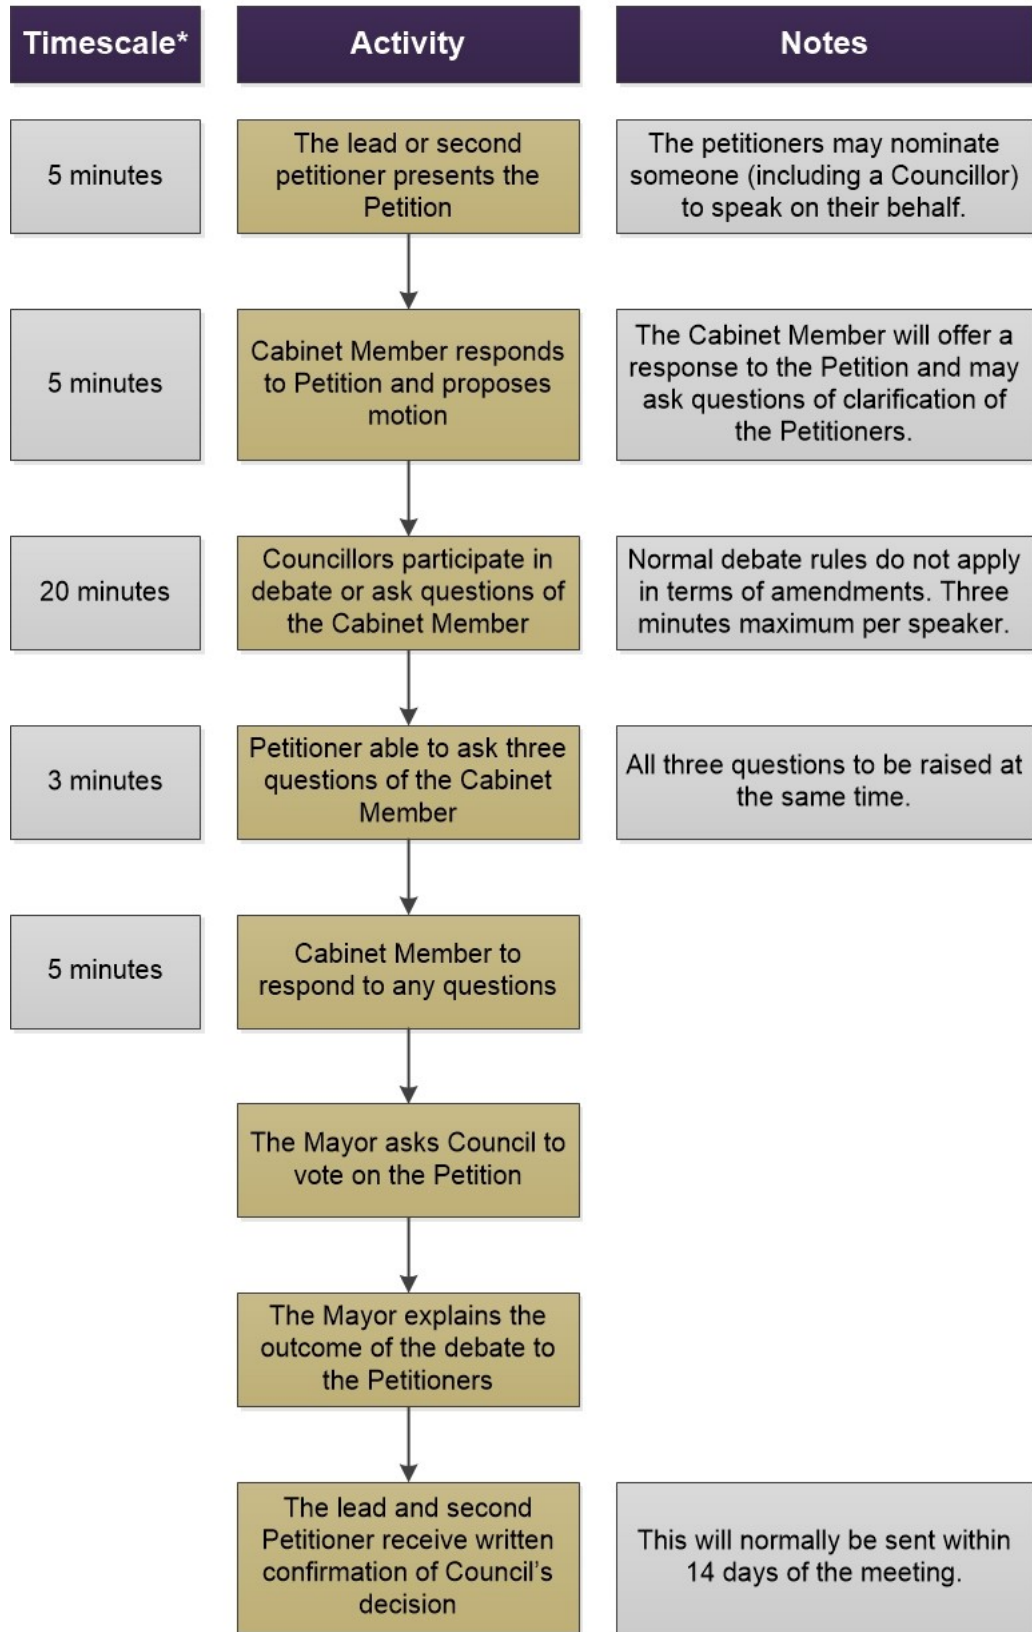 Timescale*
Activity
Notes
5 minutes
The lead or second
petitioner presents the
Petition
The petitioners may nominate
someone (including a Councillor)
to speak on their behalf.
5 minutes
Cabinet Member responds
to Petition and proposes
motion
The Cabinet Member will offer a
response to the Petition and may
ask questions of clarification of
the Petitioners.
20 minutes
Councillors participate in
debate or ask questions of
the Cabinet Member
Normal debate rules do not apply
in terms of amendments. Three
minutes maximum per speaker.
3 minutes
Petitioner able to ask three
questions of the Cabinet
Member
All three questions to be raised at
the same time.
5 minutes
Cabinet Member to
respond to any questions
The Mayor asks Council to
vote on the Petition
The Mayor explains the
outcome of the debate to
the Petitioners
The lead and second
Petitioner receive written
confirmation of Council's
decision
This will normally be sent within
14 days of the meeting.